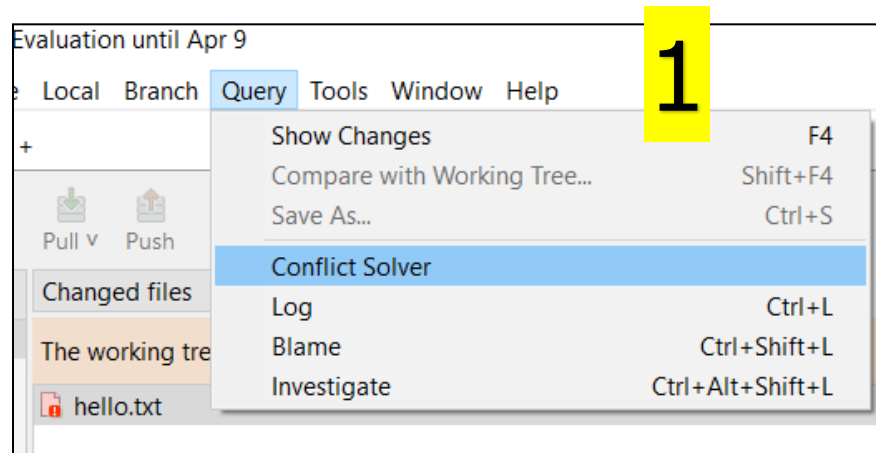 Evaluation until Apr 9
1
Local Branch Query Tools Window Help
+
Show Changes F4
Compare with Working Tree... Shift+F4
Save As... Ctrl+S
Pull Push
Conflict Solver
Changed files
Log Ctrl+L
The working tre
Blame Ctrl+Shift+L
Investigate Ctrl+Alt+Shift+L
hello.txt